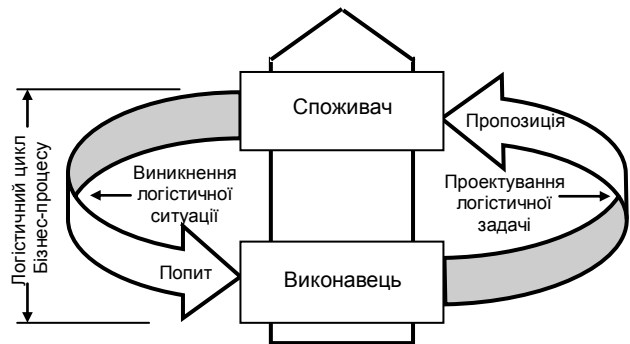 Споживач
Пропозиція
Логістичний цикл
Бізнес-процесу
Виникнення
логістичної
ситуації
Проектування
логістичної
задачі
Попит
Виконавець